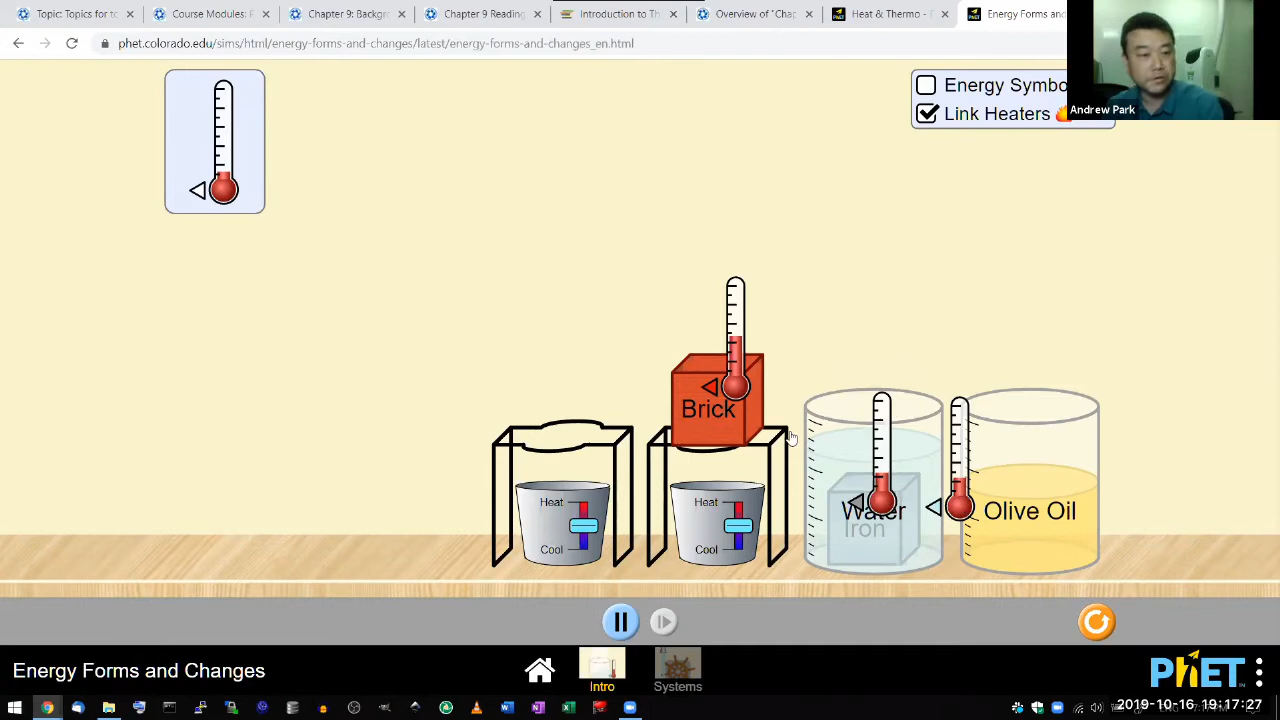 Topic: Topics for t
Course Modules: F
Chapter 9: Backgr
Chapter 9 Reading
Introduction to Th
Overview of "Chap
Heat & Thermo - 
Energy Forms and
phet.colorado.edu/sims/html/energy-forms-and-changes/latest/energy-forms-and-changes_en.html
Energy Symbo
Link Heaters
Andrew Park
Brick
Heat
Cool
Heat
Cool
Water
Iron
Olive Oil
Energy Forms and Changes
Intro
Systems
PhET
2019-10-16 19:17:27